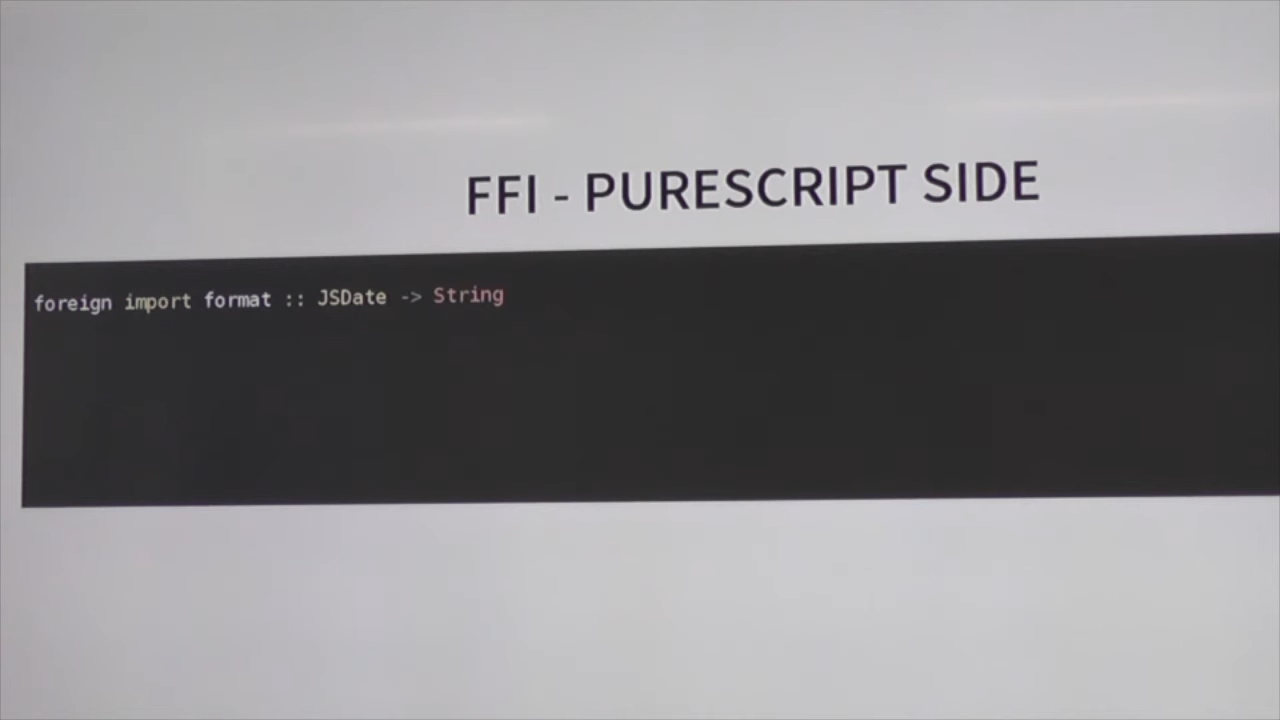 FFI - PURESCRIPT SIDE
foreign import format :: JSDate -> String